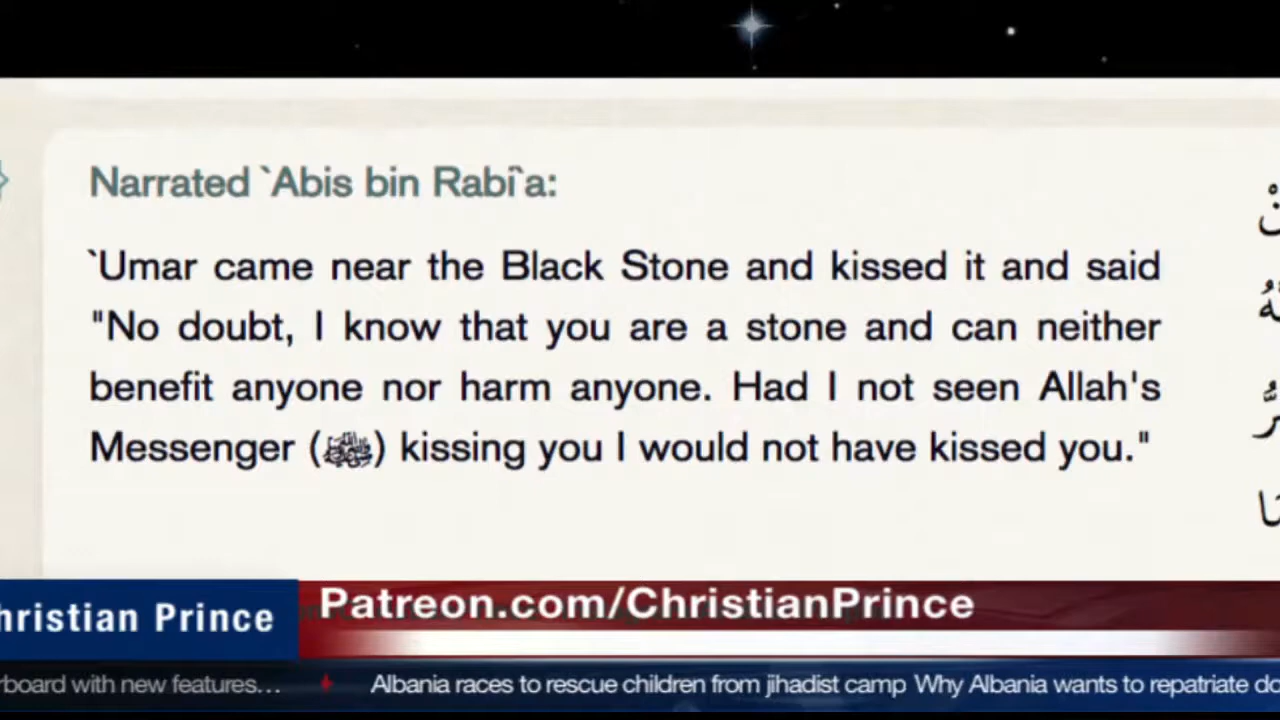 Narrated `Abis bin Rabi`a:
`Umar came near the Black Stone and kissed it and said
"No doubt, I know that you are a stone and can neither
benefit anyone nor harm anyone. Had I not seen Allah's
Messenger (ﷺ) kissing you I would not have kissed you."
hristian Prince
Patreon.com/ChristianPrince
rboard with new features... Albania races to rescue children from jihadist camp Why Albania wants to repatriate do